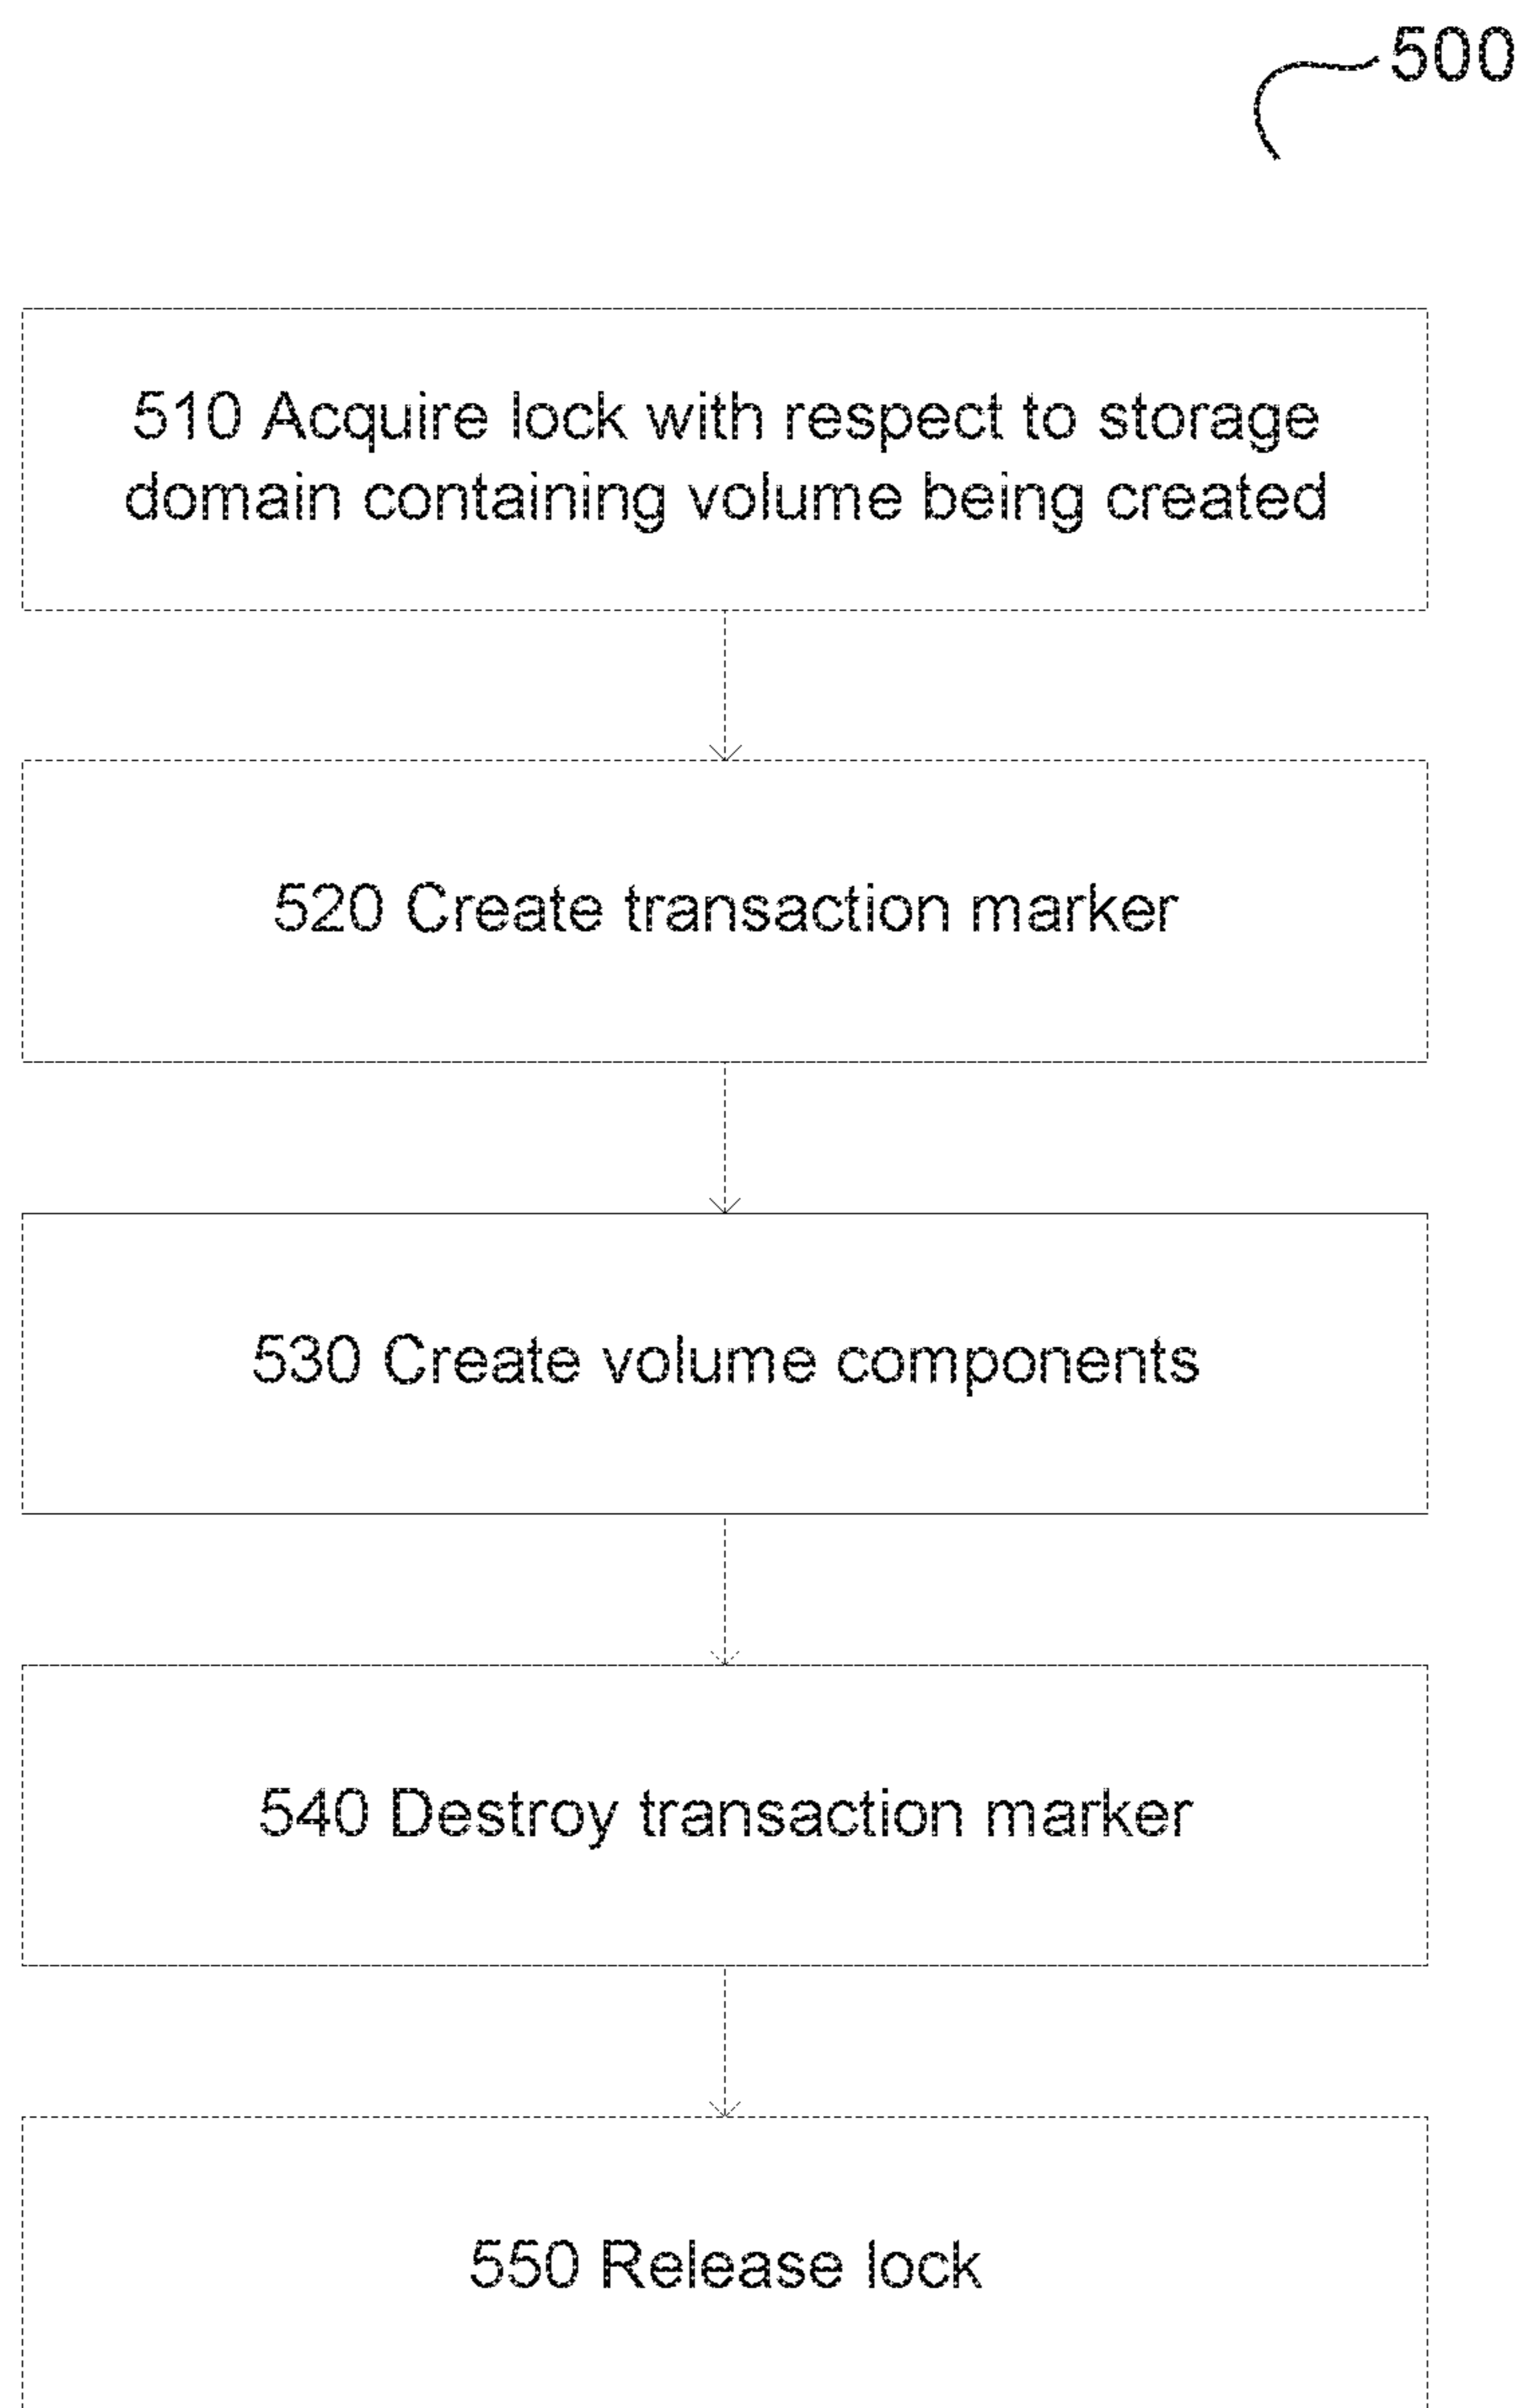 500
510 Acquire lock with respect to storage
domain containing volume being created
520 Create transaction marker
530 Create volume components
540 Destroy transaction marker
550 Release lock